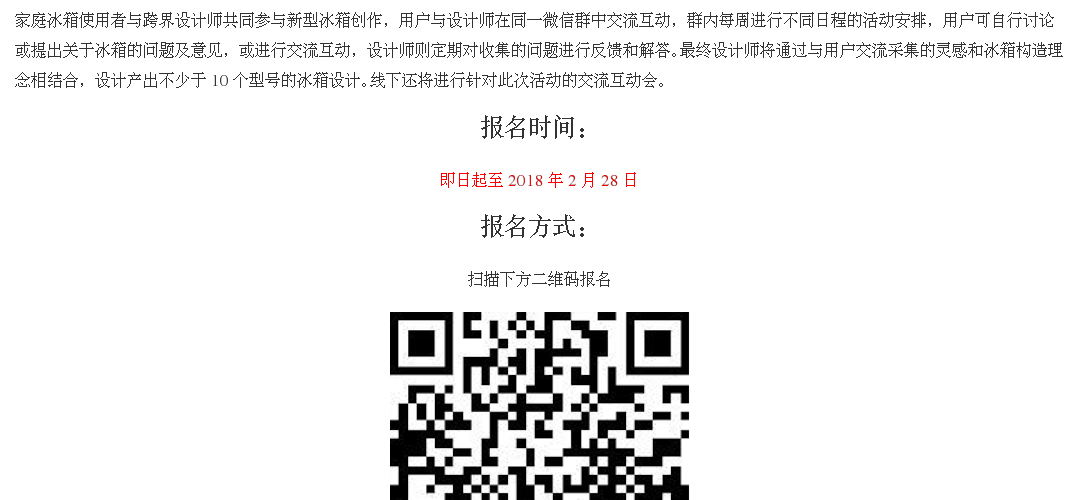 家庭冰箱使用者与跨界设计师共同参与新型冰箱创作，用户与设计师在同一微信群中交流互动，群内每周进行不同日程的活动安排，用户可自行讨论
或提出关于冰箱的问题及意见，或进行交流互动，设计师则定期对收集的问题进行反馈和解答。最终设计师将通过与用户交流采集的灵感和冰箱构造理
念相结合，设计产出不少于 10 个型号的冰箱设计。线下还将进行针对此次活动的交流互动会。
报名时间：
即日起至 2018 年 2 月 28 日
报名方式：
扫描下方二维码报名